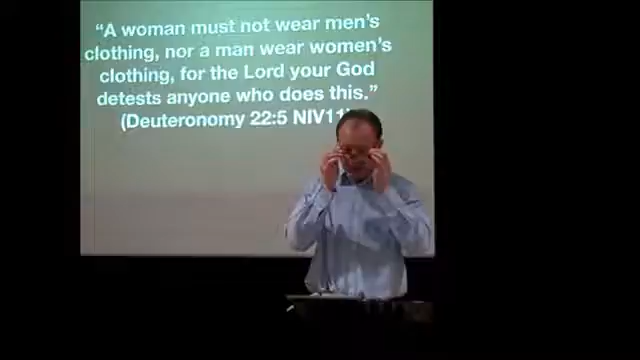 “A woman must not wear men’s
clothing, nor a man wear women’s
clothing, for the Lord your God
detests anyone who does this.”
(Deuteronomy 22:5 NIV11)